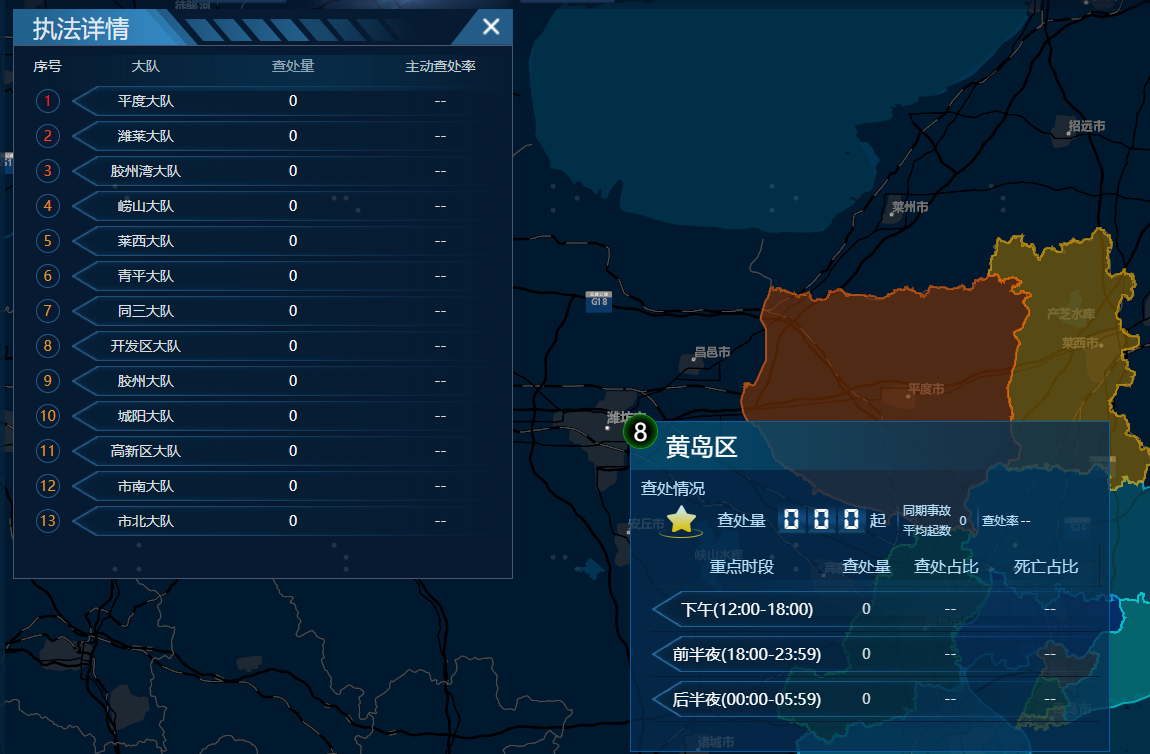 执法详情
序号 大队 查处量 主动查处率
1 平度大队 0 --
2 潍莱大队 0 --
3 胶州湾大队 0 --
4 崂山大队 0 --
5 莱西大队 0 --
6 青平大队 0 --
7 同三大队 0 --
8 开发区大队 0 --
9 胶州大队 0 --
10 城阳大队 0 --
11 高新区大队 0 --
12 市南大队 0 --
13 市北大队 0 --
招远市
莱州市
G18
产芝水库
莱西市
昌邑市
平度市
8 黄岛区
查处情况
安丘市
查处量 000 起 同期事故平均起数 0 查处率--
峡山水库
重点时段 查处量 查处占比 死亡占比
下午(12:00-18:00) 0 -- --
前半夜(18:00-23:59) 0 -- --
后半夜(00:00-05:59) 0 -- --
诸城市